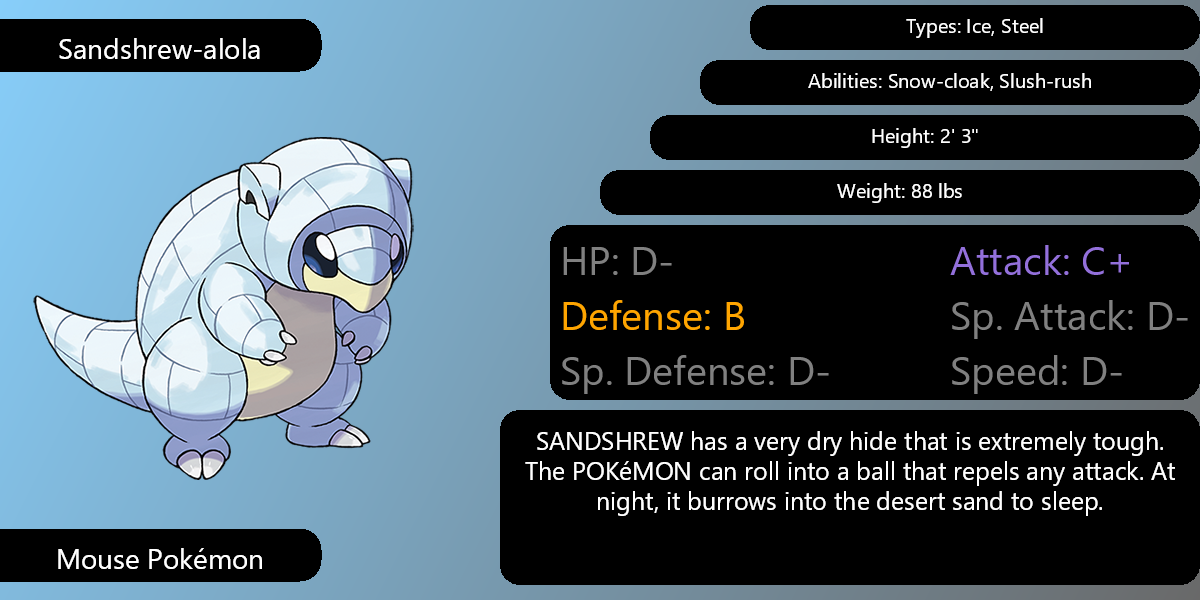 Sandshrew-alola
Types: Ice, Steel
Abilities: Snow-cloak, Slush-rush
Height: 2' 3"
Weight: 88 lbs
HP: D-
Attack: C+
Defense: B
Sp. Attack: D-
Sp. Defense: D-
Speed: D-
SANDSHREW has a very dry hide that is extremely tough.
The POKéMON can roll into a ball that repels any attack. At
night, it burrows into the desert sand to sleep.
Mouse Pokémon